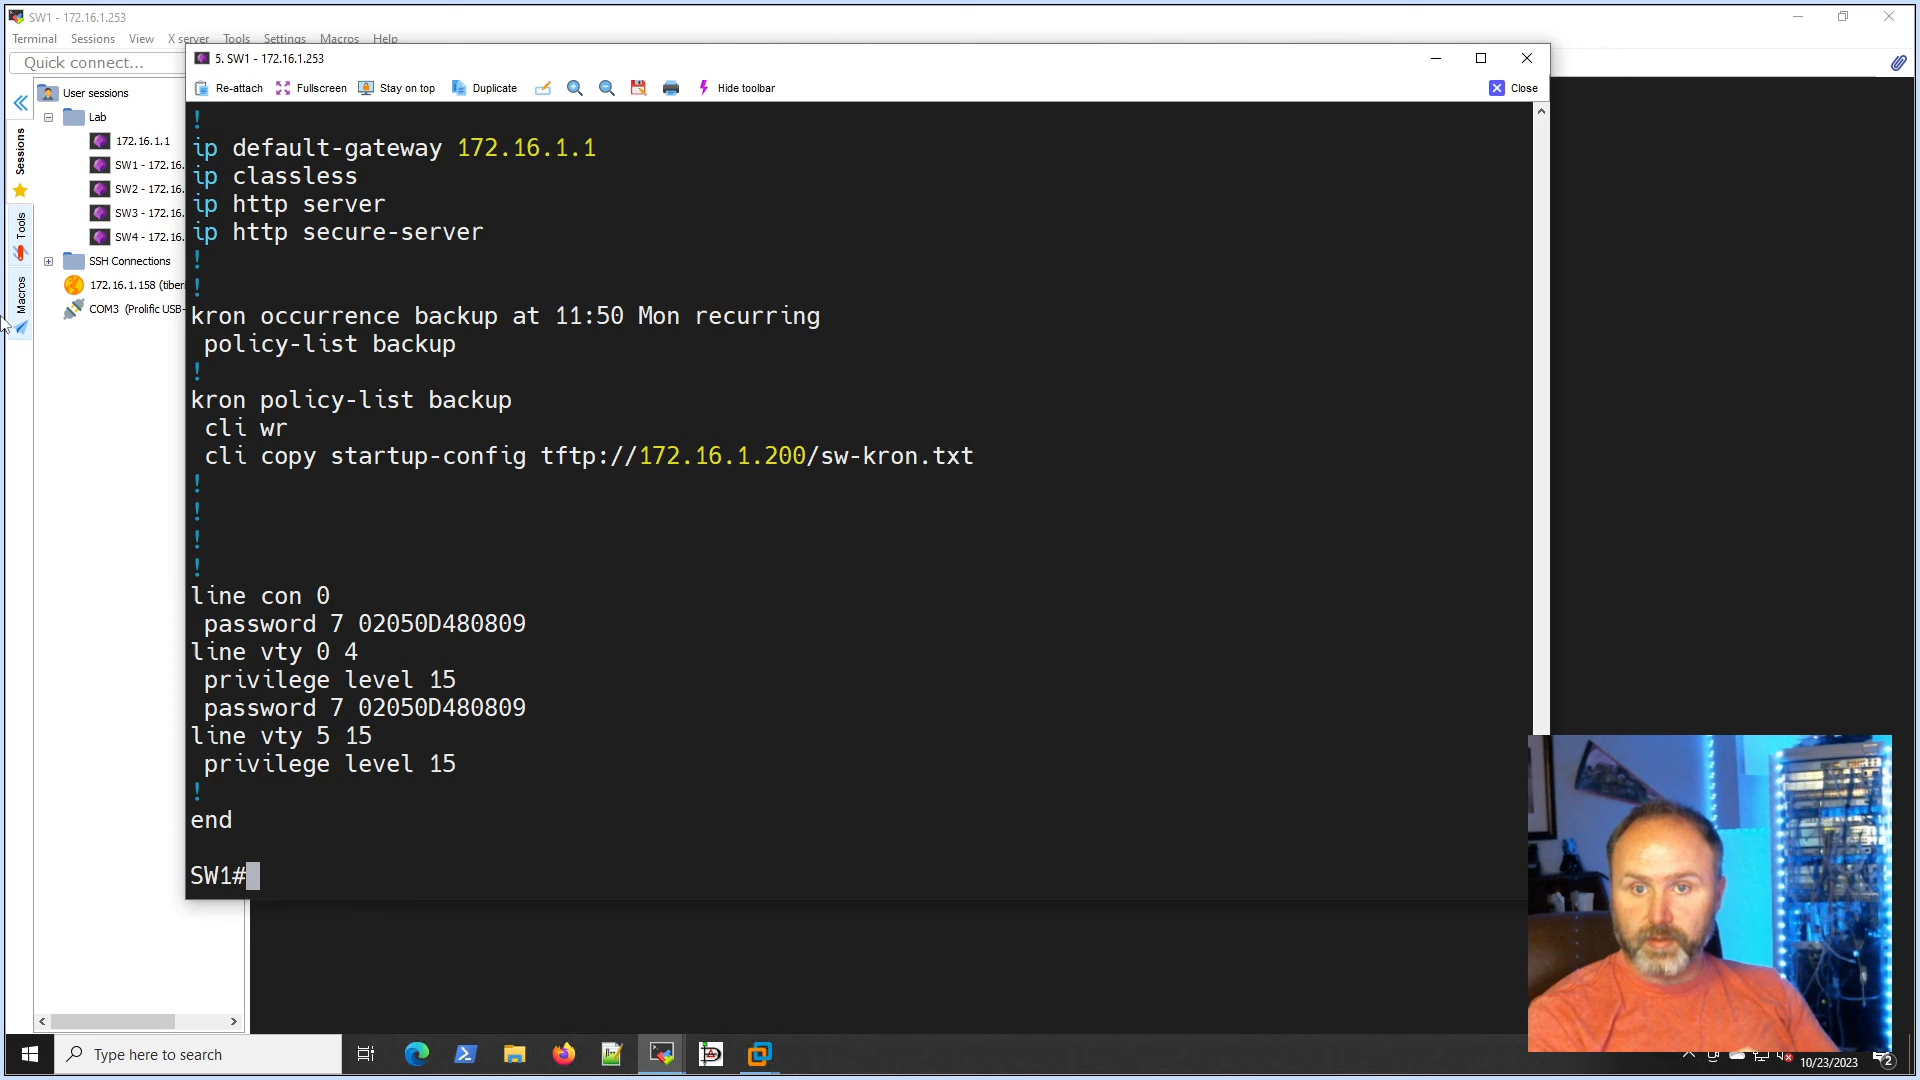 SW1 - 172.16.1.253
Terminal Sessions View X server Tools Settings Macros Help
Quick connect...
5. SW1 - 172.16.1.253
Re-attach Fullscreen Stay on top Duplicate Hide toolbar Close
User sessions
Lab
172.16.1.1
SW1 - 172.16.
SW2 - 172.16.
SW3 - 172.16.
SW4 - 172.16.
SSH Connections
172.16.1.158 (tiberi
COM3 (Prolific USB-
Sessions
Tools
Macros
!
ip default-gateway 172.16.1.1
ip classless
ip http server
ip http secure-server
!
!
kron occurrence backup at 11:50 Mon recurring
policy-list backup
!
kron policy-list backup
cli wr
cli copy startup-config tftp://172.16.1.200/sw-kron.txt
!
!
!
!
line con 0
password 7 02050D480809
line vty 0 4
privilege level 15
password 7 02050D480809
line vty 5 15
privilege level 15
!
end
SW1#
Type here to search
10/23/2023
2